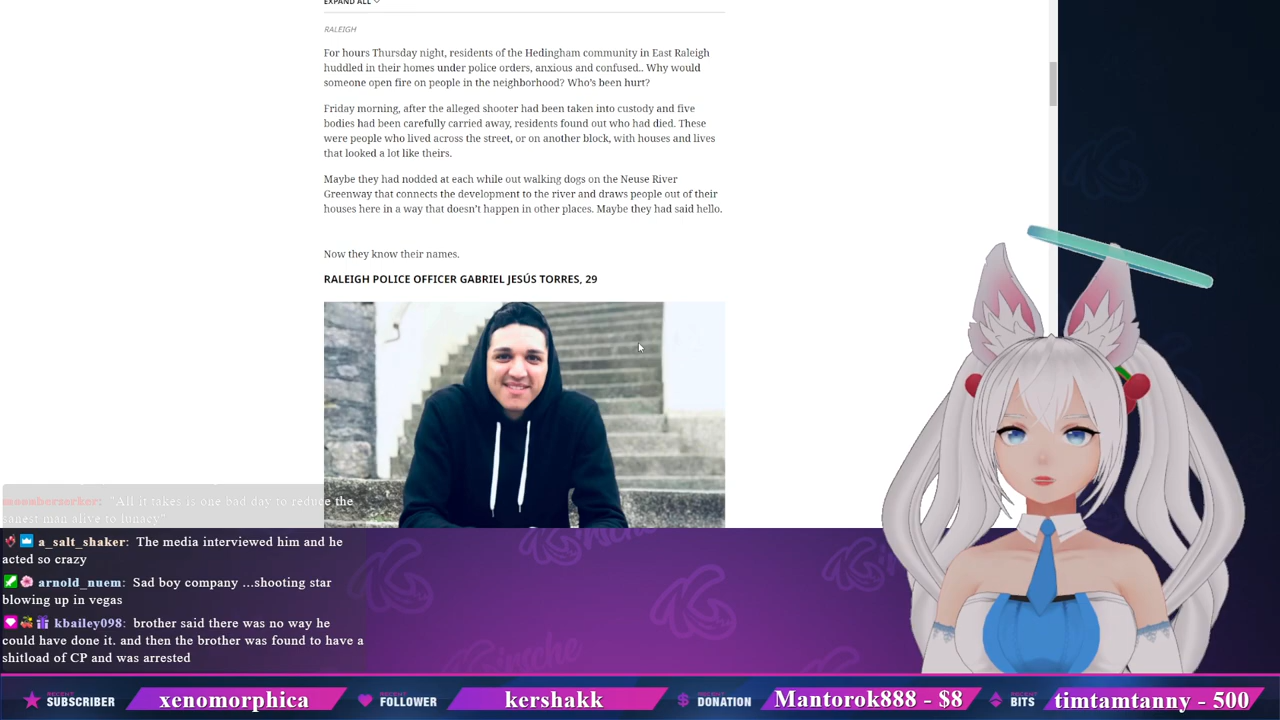 EXPAND ALL
RALEIGH
For hours Thursday night, residents of the Hedingham community in East Raleigh
huddled in their homes under police orders, anxious and confused.. Why would
someone open fire on people in the neighborhood? Who's been hurt?
Friday morning, after the alleged shooter had been taken into custody and five
bodies had been carefully carried away, residents found out who had died. These
were people who lived across the street, or on another block, with houses and lives
that looked a lot like theirs.
Maybe they had nodded at each while out walking dogs on the Neuse River
Greenway that connects the development to the river and draws people out of their
houses here in a way that doesn't happen in other places. Maybe they had said hello.
Now they know their names.
RALEIGH POLICE OFFICER GABRIEL JESÚS TORRES, 29
"All it takes is one bad day to reduce the
sanest man alive to lunacy"
a_salt_shaker: The media interviewed him and he
acted so crazy
arnold_nuem: Sad boy company ...shooting star
blowing up in vegas
kbailey098: brother said there was no way he
could have done it. and then the brother was found to have a
shitload of CP and was arrested
RECENT SUBSCRIBER xenomorphica
RECENT FOLLOWER kershakk
RECENT DONATION Mantorok888 - $8
RECENT BITS timtamtanny - 500